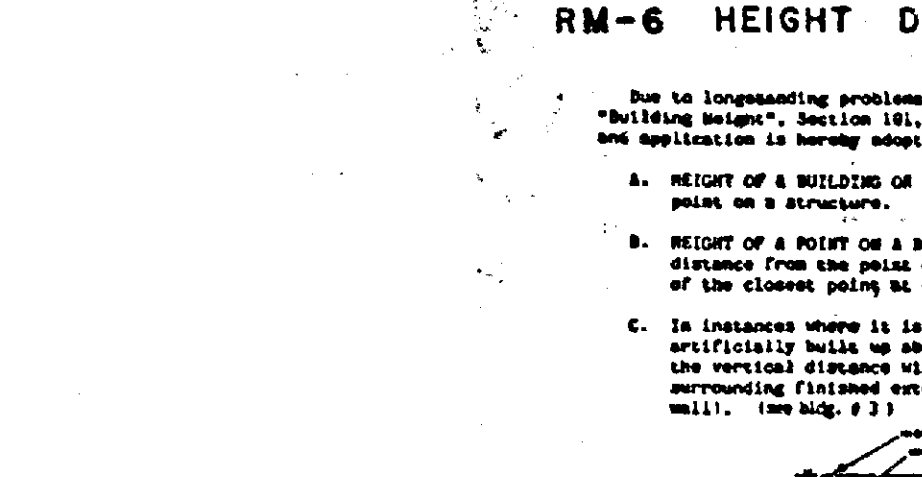 RM-6 HEIGHT D
Due to longstanding problems
"Building Height", Section 101,
and application is hereby adopt
A. HEIGHT OF A BUILDING OR
point on a structure.
B. HEIGHT OF A POINT ON A B
distance from the point
of the closest point at
C. In instances where it is
artificially built up ab
the vertical distance wi
surrounding finished ext
wall). (see bldg. # 3)